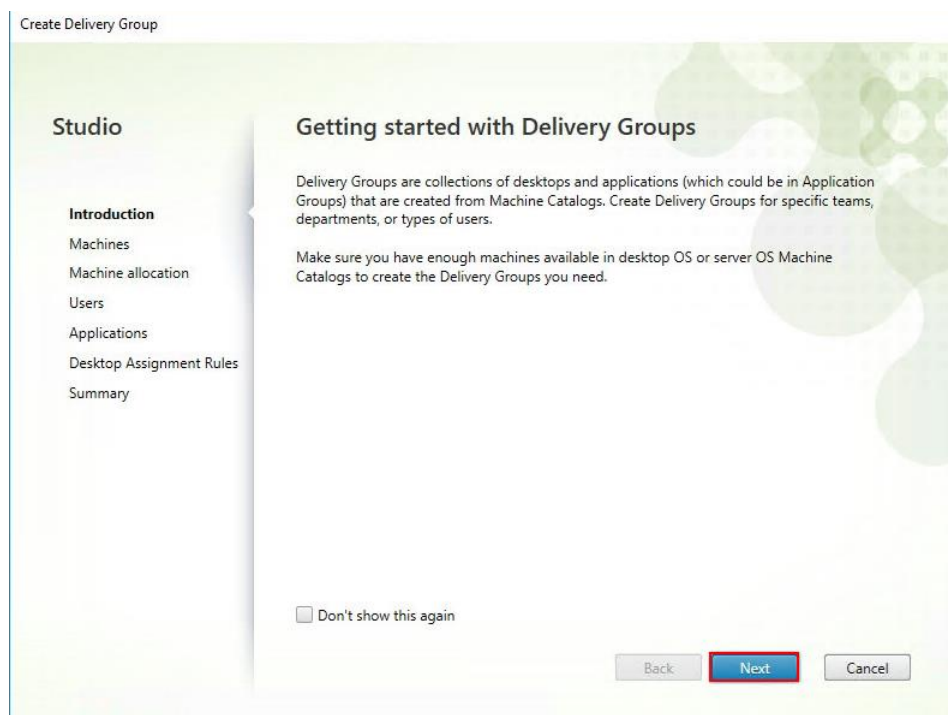 Create Delivery Group
Studio
Introduction
Machines
Machine allocation
Users
Applications
Desktop Assignment Rules
Summary
Getting started with Delivery Groups
Delivery Groups are collections of desktops and applications (which could be in Application
Groups) that are created from Machine Catalogs. Create Delivery Groups for specific teams,
departments, or types of users.
Make sure you have enough machines available in desktop OS or server OS Machine
Catalogs to create the Delivery Groups you need.
Don't show this again
Back
Next
Cancel